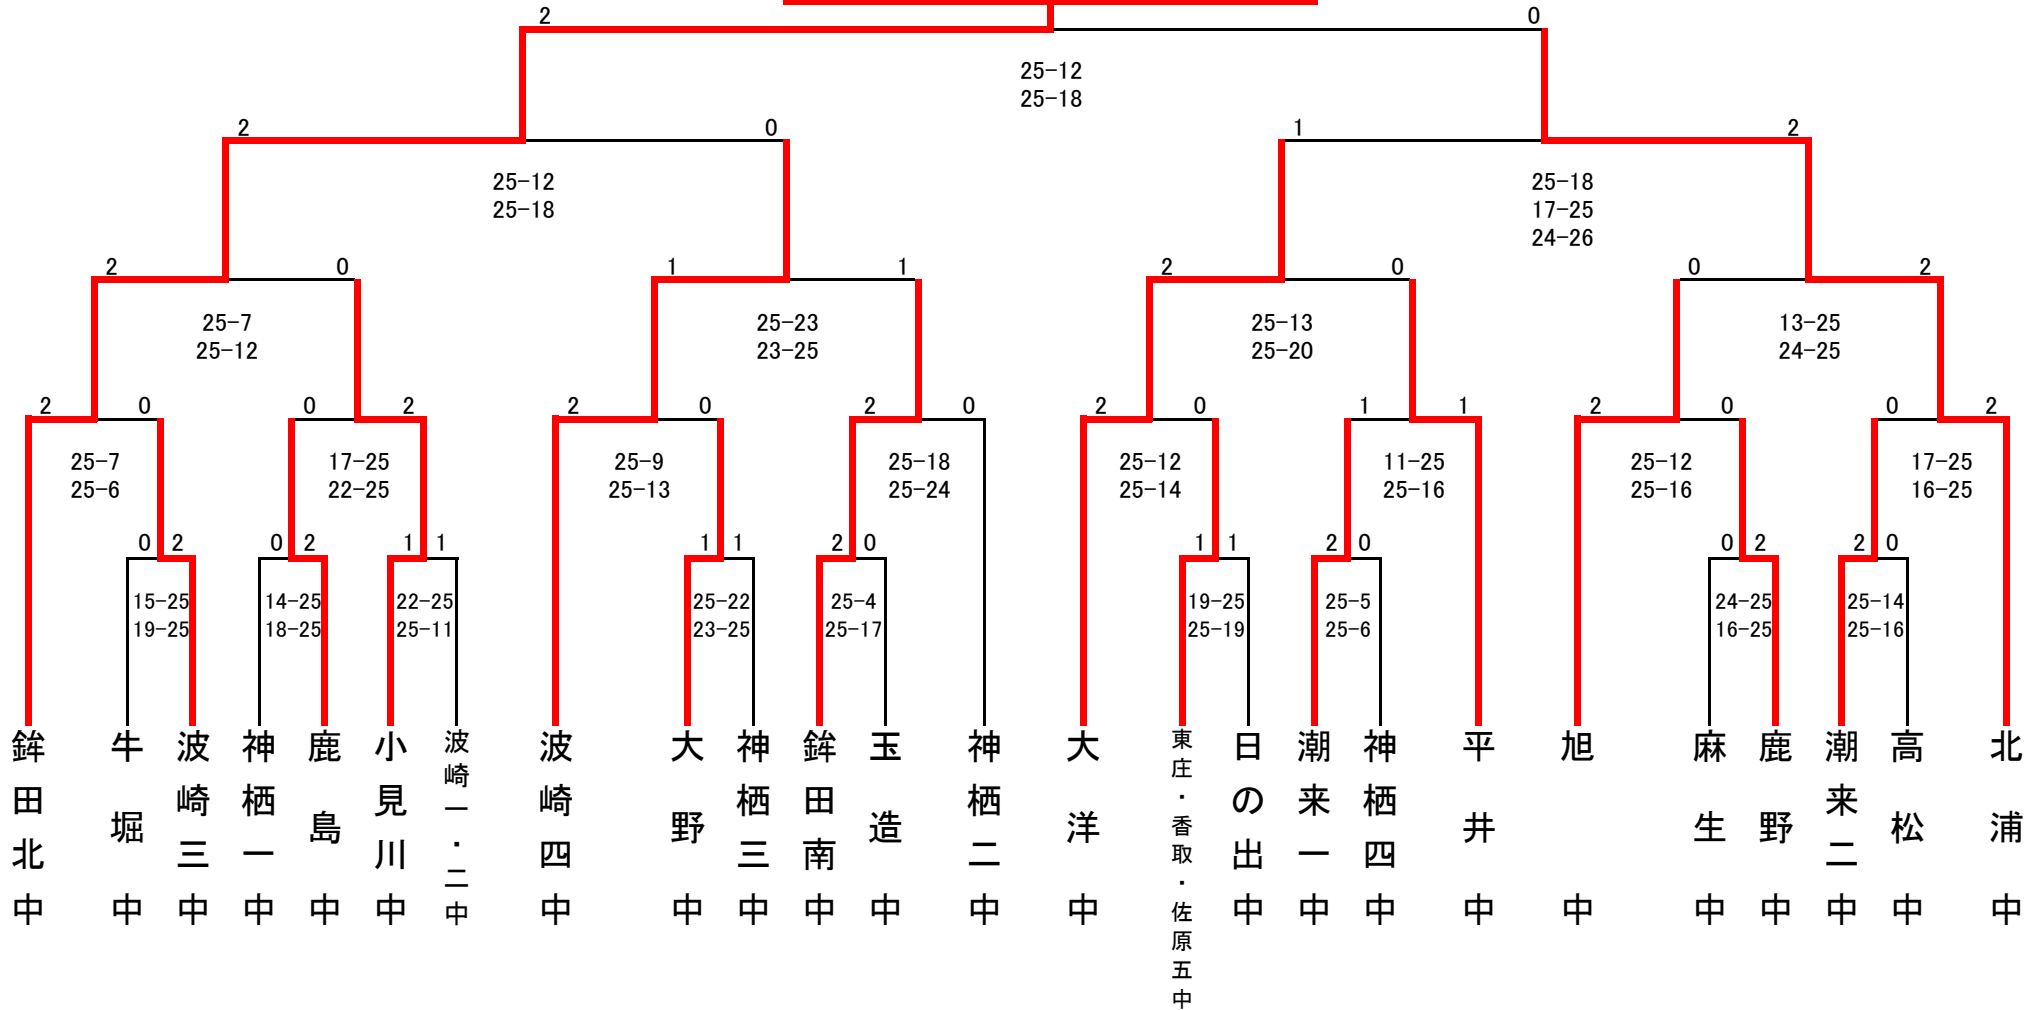 2 0
25-12
25-18
2 0 1 2
25-12
25-18
25-18
17-25
24-26
2 0 1 1 2 0 0 2
25-7
25-12
25-23
23-25
25-13
25-20
13-25
24-25
2 0 0 2 2 0 2 0 2 0 1 1 2 0 0 2
25-7
25-6
17-25
22-25
25-9
25-13
25-18
25-24
25-12
25-14
11-25
25-16
25-12
25-16
17-25
16-25
0 2 0 2 1 1 1 1 2 0 1 1 2 0 0 2 2 0
15-25
19-25
14-25
18-25
22-25
25-11
25-22
23-25
25-4
25-17
19-25
25-19
25-5
25-6
24-25
16-25
25-14
25-16
鉾田北中
牛堀中
波崎三中
神栖一中
鹿島中
小見川中
波崎一・二中
波崎四中
大野中
神栖三中
鉾田南中
玉造中
神栖二中
大洋中
東庄・香取・佐原五中
日の出中
潮来一中
神栖四中
平井中
旭中
麻生中
鹿野中
潮来二中
高松中
北浦中